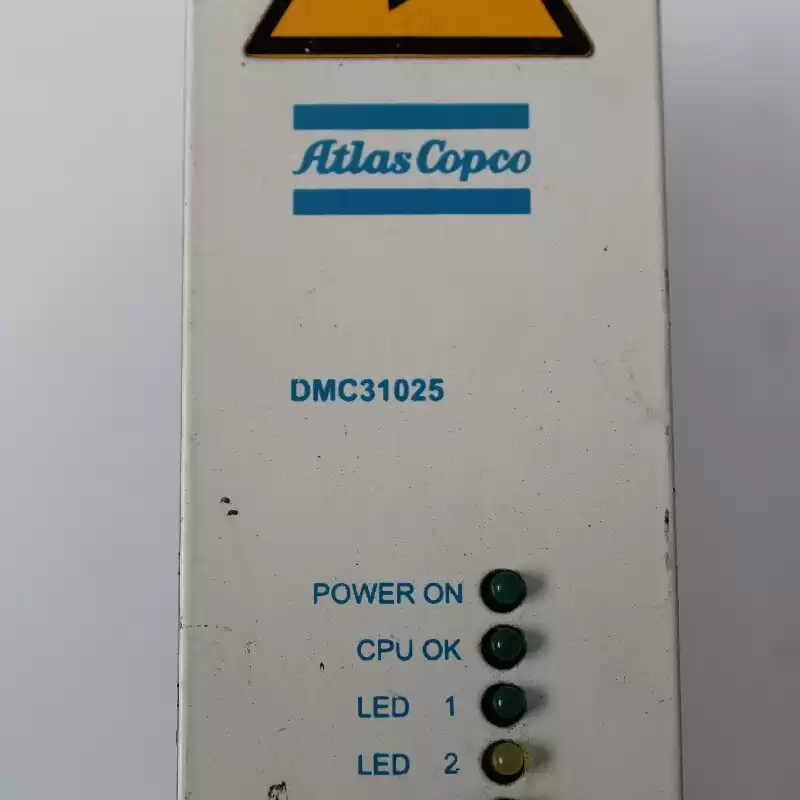 Atlas Copco
DMC31025
POWER ON
CPU OK
LED 1
LED 2